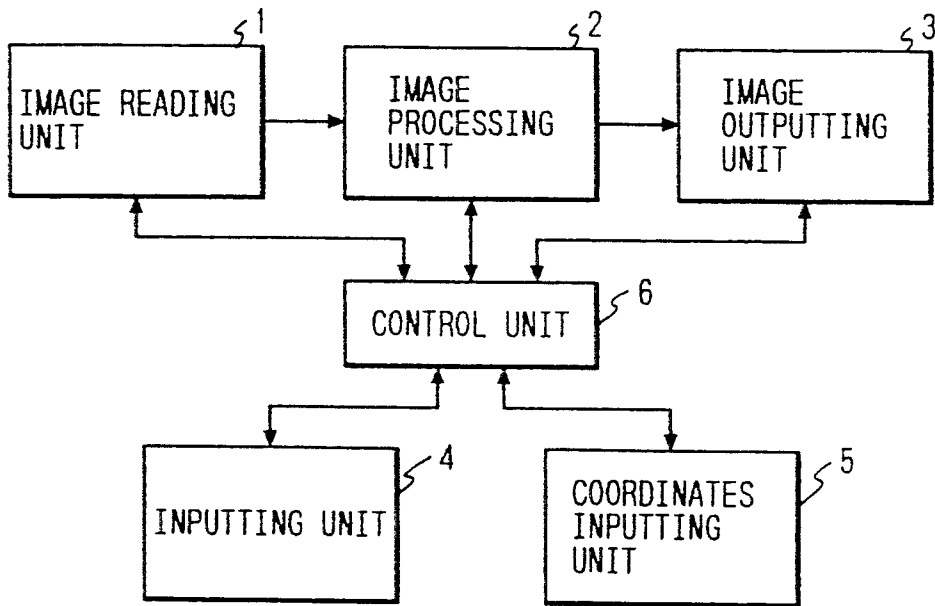 1
IMAGE READING
UNIT
2
IMAGE
PROCESSING
UNIT
3
IMAGE
OUTPUTTING
UNIT
6
CONTROL UNIT
4
INPUTTING UNIT
5
COORDINATES
INPUTTING
UNIT